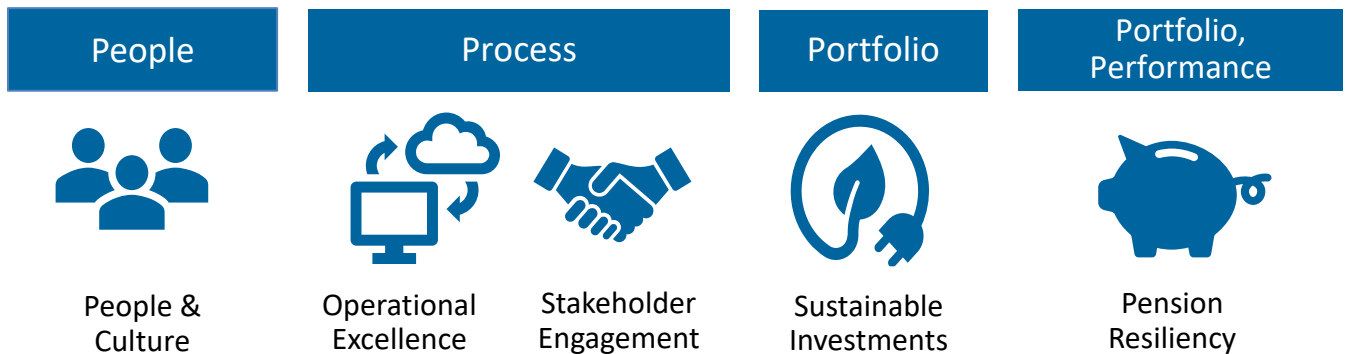 People
Process
Portfolio
Portfolio,
Performance
People &
Culture
Operational
Excellence
Stakeholder
Engagement
Sustainable
Investments
Pension
Resiliency